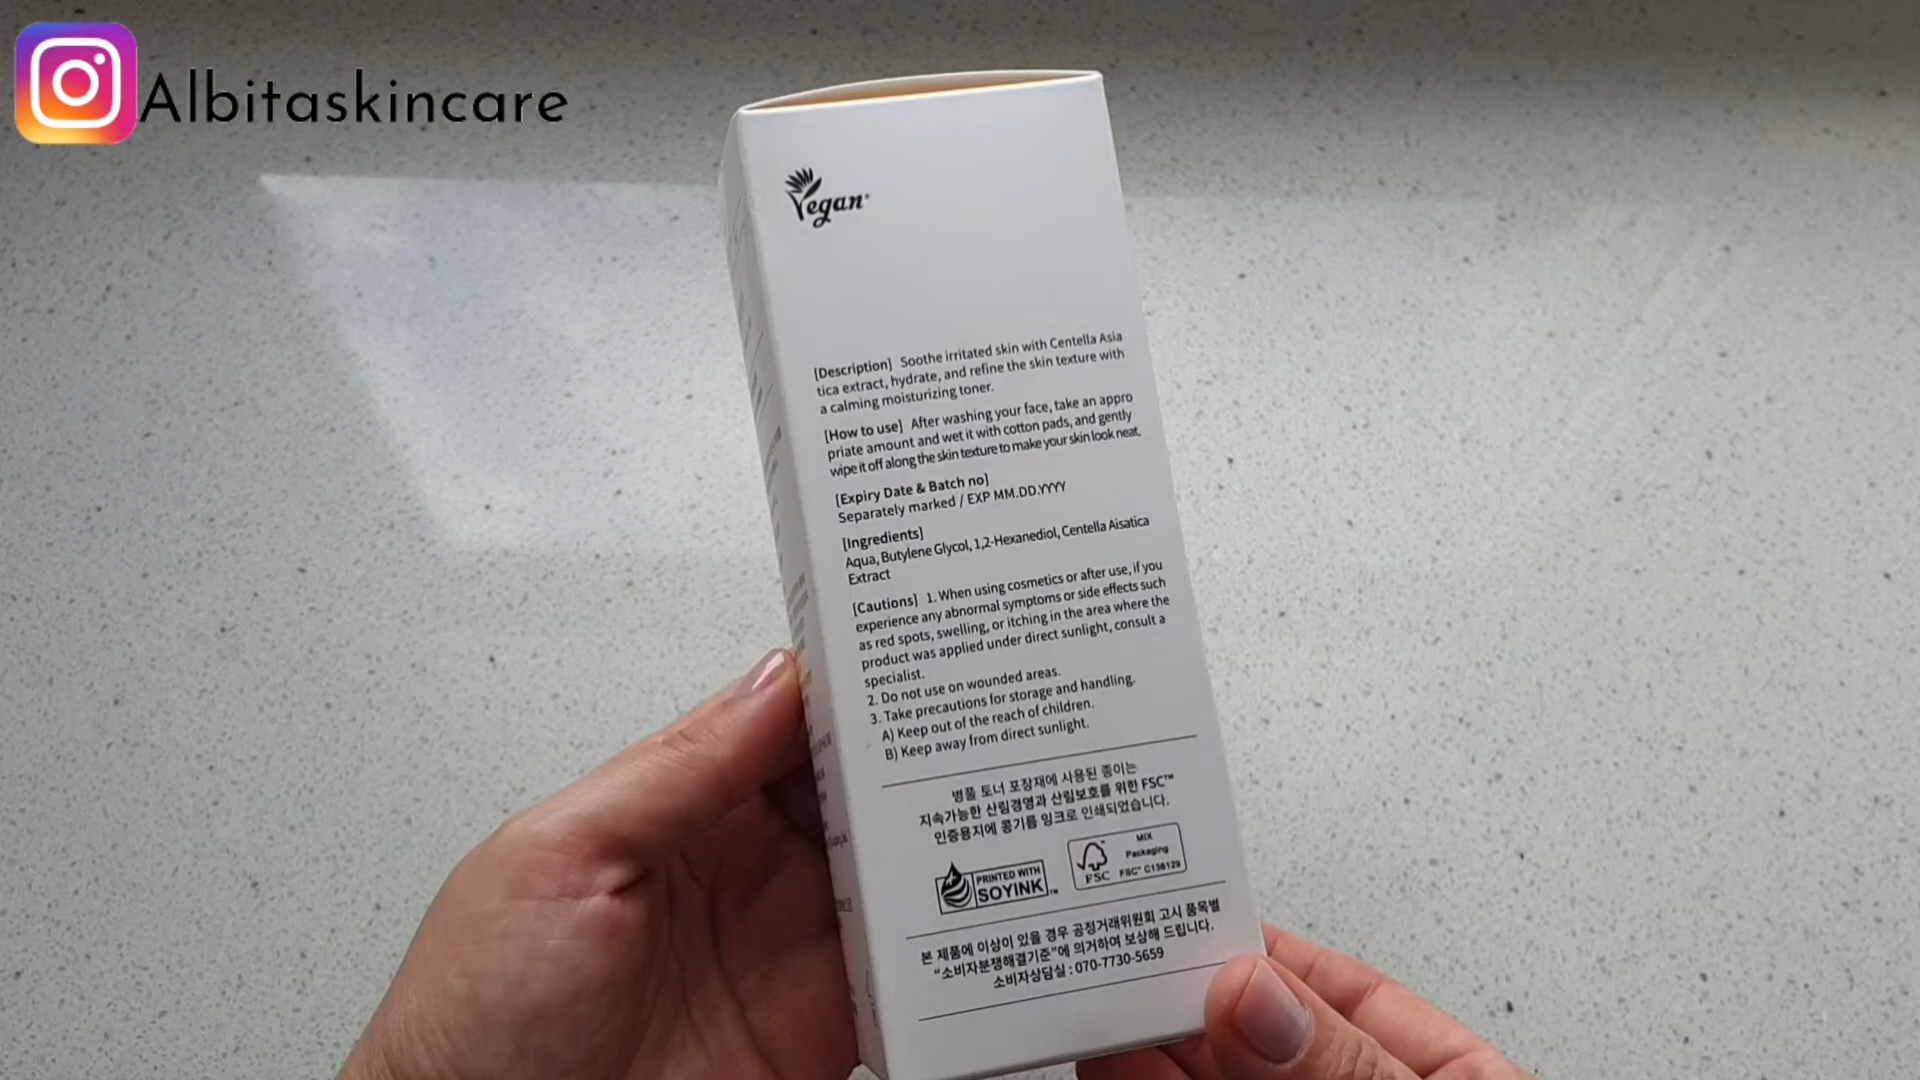 Albitaskincare
Vegan
[Description] Soothe irritated skin with Centella Asia
tica extract, hydrate, and refine the skin texture with
a calming moisturizing toner.
[How to use] After washing your face, take an appro
priate amount and wet it with cotton pads, and gently
wipe it off along the skin texture to make your skin look neat.
[Expiry Date & Batch no]
Separately marked / EXP MM.DD.YYYY
[Ingredients]
Aqua, Butylene Glycol, 1,2-Hexanediol, Centella Aisatica
Extract
[Cautions] 1. When using cosmetics or after use, if you
experience any abnormal symptoms or side effects such
as red spots, swelling, or itching in the area where the
product was applied under direct sunlight, consult a
specialist.
2. Do not use on wounded areas.
3. Take precautions for storage and handling.
A) Keep out of the reach of children.
B) Keep away from direct sunlight.
병풀 토너 포장재에 사용된 종이는
지속가능한 산림경영과 산림보호를 위한 FSC™
인증용지에 콩기름 잉크로 인쇄되었습니다.
PRINTED WITH
SOYINK™
FSC
MIX
Packaging
FSC™ C136129
본 제품에 이상이 있을 경우 공정거래위원회 고시 품목별
"소비자분쟁해결기준"에 의거하여 보상해 드립니다.
소비자상담실 : 070-7730-5659